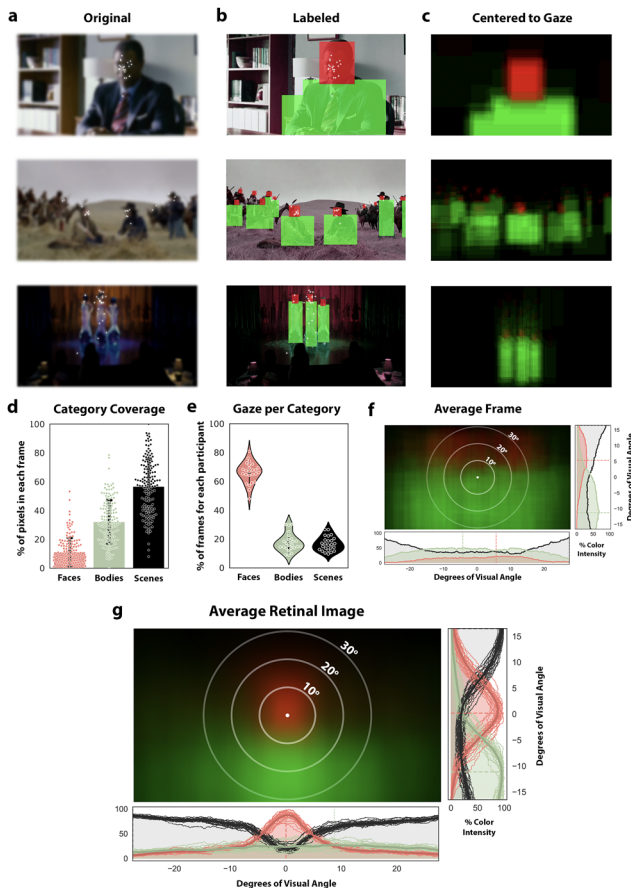 a
Original
b
Labeled
c
Centered to Gaze
d
Category Coverage
% of pixels in each frame
100
80
60
40
20
0
Faces
Bodies
Scenes
e
Gaze per Category
% of frames for each participant
100
80
60
40
20
0
Faces
Bodies
Scenes
f
Average Frame
30°
20°
10°
15
10
5
0
−5
−10
−15
Degrees of Visual Angle
0 50 100
% Color
Intensity
100
50
0
−20 −10 0 10 20
Degrees of Visual Angle
g
Average Retinal Image
30°
20°
10°
15
10
5
0
−5
−10
−15
Degrees of Visual Angle
0 50 100
% Color
Intensity
100
50
0
−20 −10 0 10 20
Degrees of Visual Angle